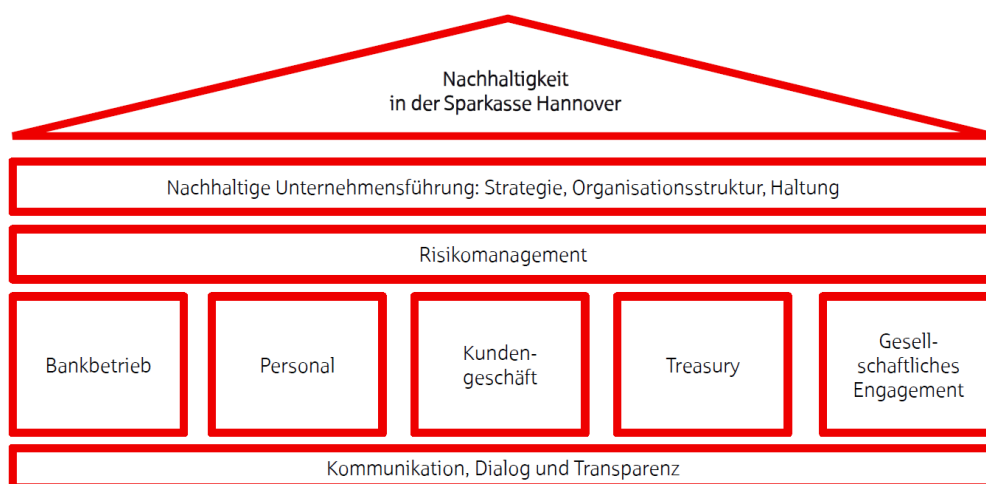 Nachhaltigkeit
in der Sparkasse Hannover
Nachhaltige Unternehmensführung: Strategie, Organisationsstruktur, Haltung
Risikomanagement
Bankbetrieb
Personal
Kunden-
geschäft
Treasury
Gesell-
schaftliches
Engagement
Kommunikation, Dialog und Transparenz